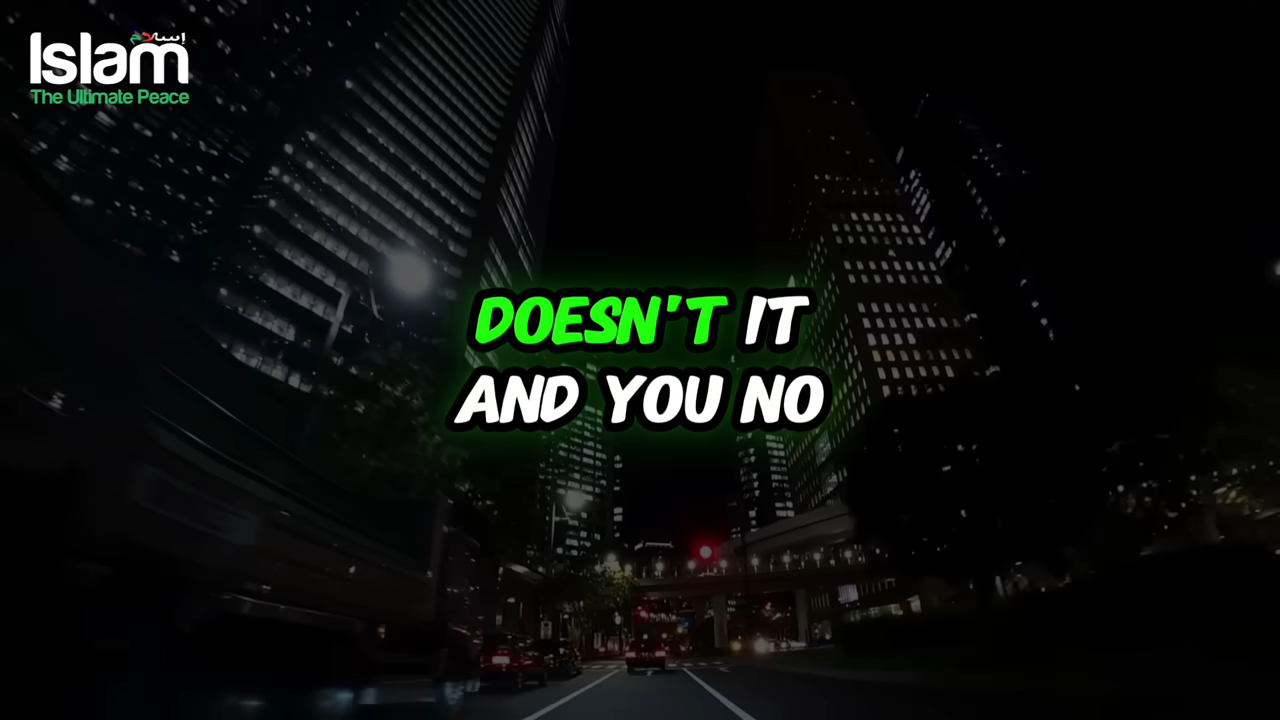 إسلام
Islam
The Ultimate Peace
DOESN'T IT
AND YOU NO